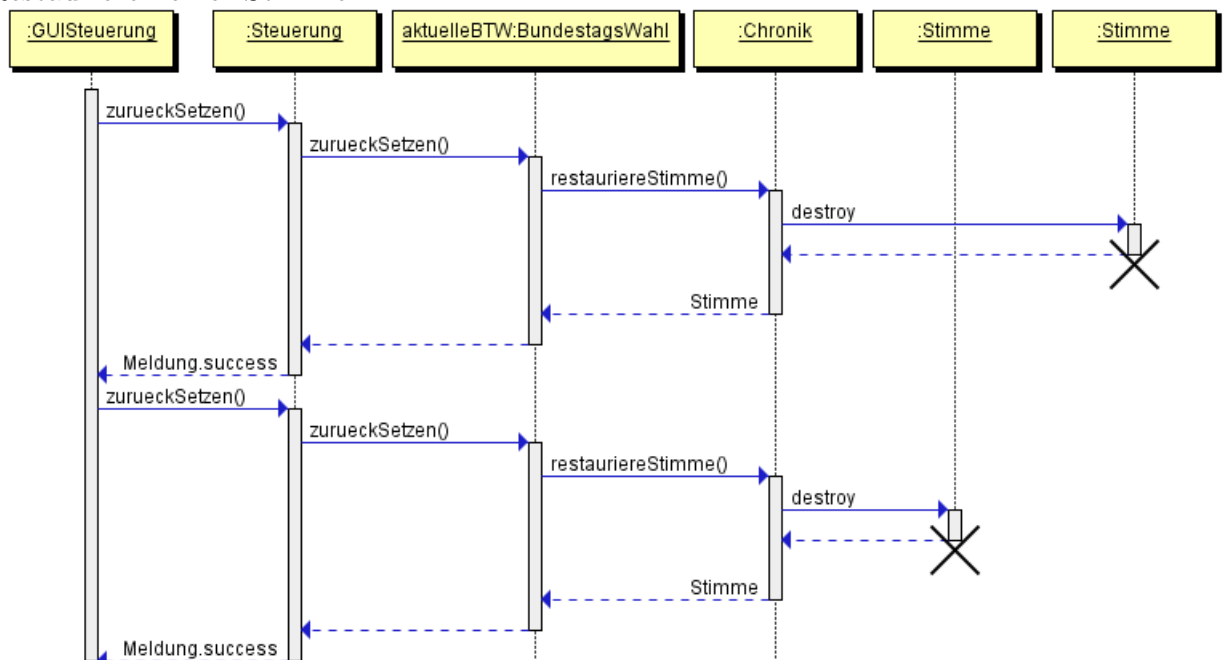 :GUISteuerung
:Steuerung
aktuelleBTW:BundestagsWahl
:Chronik
:Stimme
:Stimme
zurueckSetzen()
zurueckSetzen()
restauriereStimme()
destroy
Stimme
Meldung.success
zurueckSetzen()
zurueckSetzen()
restauriereStimme()
destroy
Stimme
Meldung.success